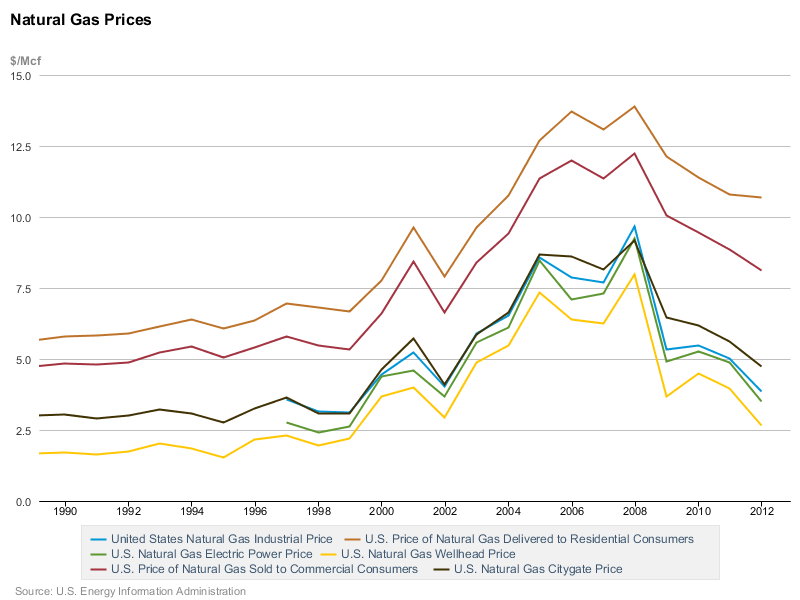 Natural Gas Prices
$/Mcf
15.0
12.5
10.0
7.5
5.0
2.5
0.0
1990 1992 1994 1996 1998 2000 2002 2004 2006 2008 2010 2012
United States Natural Gas Industrial Price U.S. Price of Natural Gas Delivered to Residential Consumers
U.S. Natural Gas Electric Power Price U.S. Natural Gas Wellhead Price
U.S. Price of Natural Gas Sold to Commercial Consumers U.S. Natural Gas Citygate Price
Source: U.S. Energy Information Administration